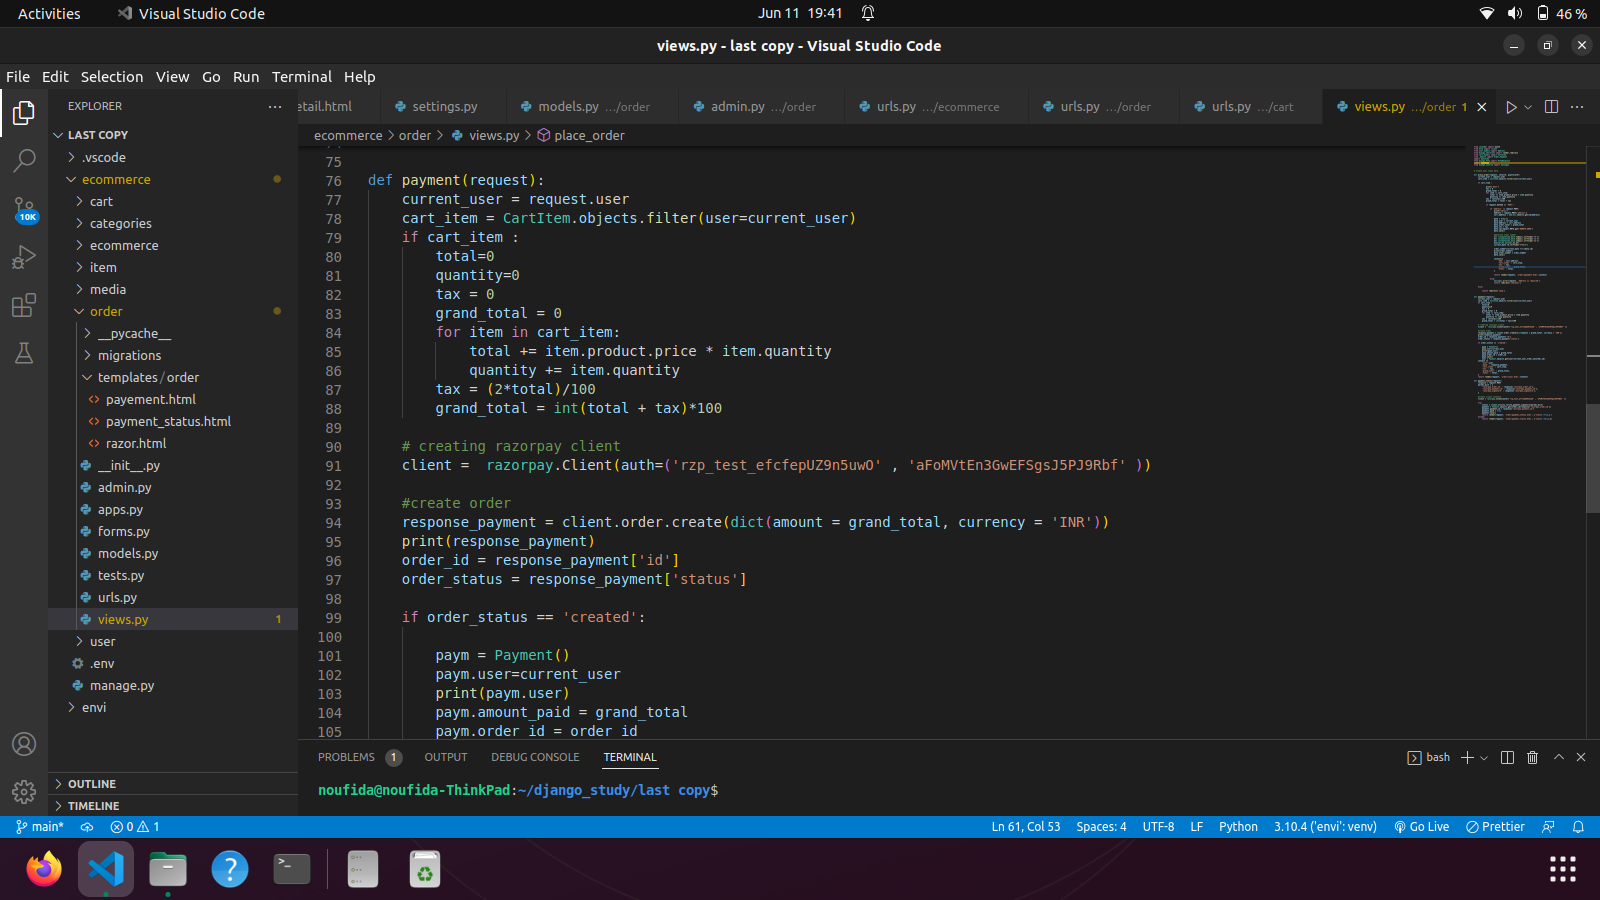 Activities
Visual Studio Code
Jun 11 19:41
46 %
views.py - last copy - Visual Studio Code
File Edit Selection View Go Run Terminal Help
EXPLORER
etail.html
settings.py
models.py .../order
admin.py .../order
urls.py .../ecommerce
urls.py .../order
urls.py .../cart
views.py .../order 1
ecommerce > order > views.py > place_order
LAST COPY
.vscode
ecommerce
cart
categories
ecommerce
item
media
order
__pycache__
migrations
templates/order
payement.html
payment_status.html
razor.html
__init__.py
admin.py
apps.py
forms.py
models.py
tests.py
urls.py
views.py 1
user
.env
manage.py
envi
OUTLINE
TIMELINE
10K
75
76 def payment(request):
77 current_user = request.user
78 cart_item = CartItem.objects.filter(user=current_user)
79 if cart_item :
80 total=0
81 quantity=0
82 tax = 0
83 grand_total = 0
84 for item in cart_item:
85 total += item.product.price * item.quantity
86 quantity += item.quantity
87 tax = (2*total)/100
88 grand_total = int(total + tax)*100
89
90 # creating razorpay client
91 client =  razorpay.Client(auth=('rzp_test_efcfepUZ9n5uwO' , 'aFoMVtEn3GwEFSgsJ5PJ9Rbf' ))
92
93 #create order
94 response_payment = client.order.create(dict(amount = grand_total, currency = 'INR'))
95 print(response_payment)
96 order_id = response_payment['id']
97 order_status = response_payment['status']
98
99 if order_status == 'created':
100
101 paym = Payment()
102 paym.user=current_user
103 print(paym.user)
104 paym.amount_paid = grand_total
105 paym.order_id = order_id
PROBLEMS 1 OUTPUT DEBUG CONSOLE TERMINAL
bash
noufida@noufida-ThinkPad:~/django_study/last copy$
main* 0 1
Ln 61, Col 53 Spaces: 4 UTF-8 LF Python 3.10.4 ('envi': venv) Go Live Prettier